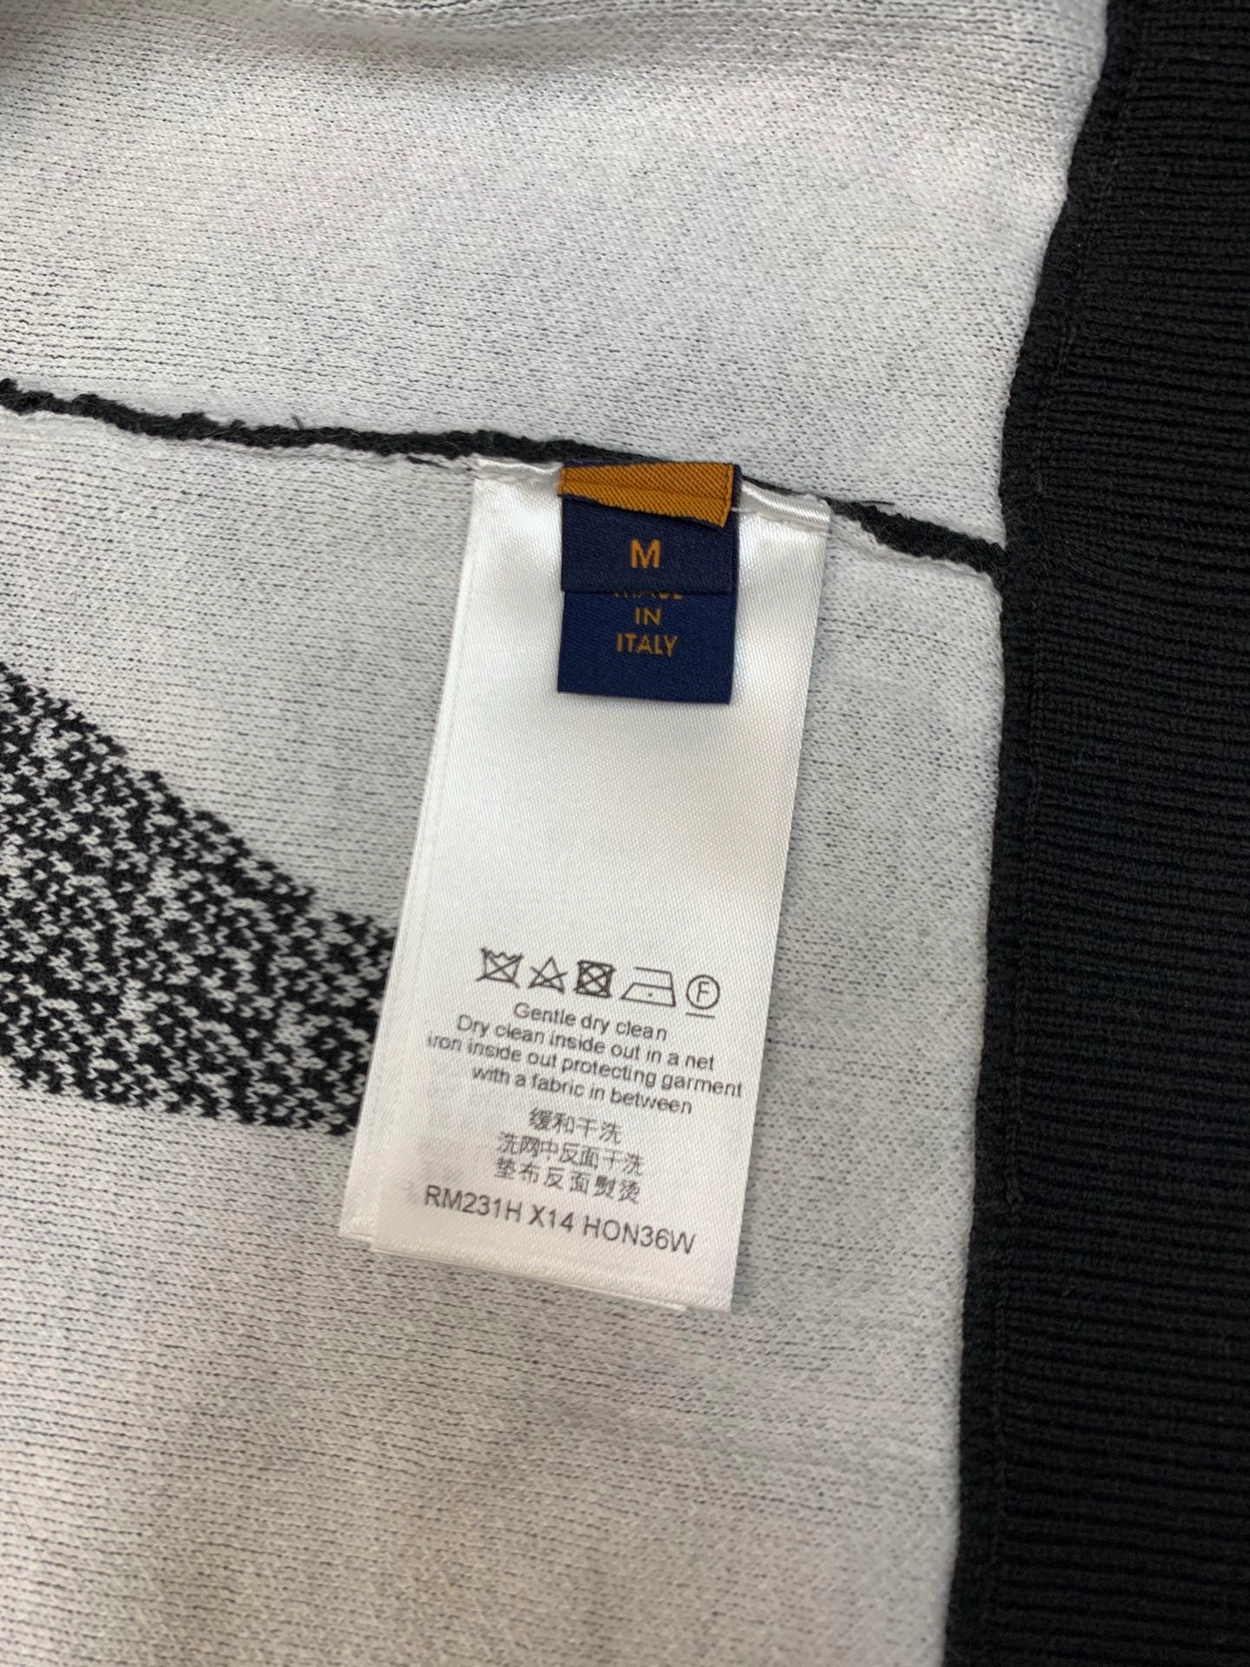 M
MADE
IN
ITALY
F
Gentle dry clean
Dry clean inside out in a net
iron inside out protecting garment
with a fabric in between
缓和干洗
洗网中反面干洗
垫布反面熨烫
RM231H X14 HON36W